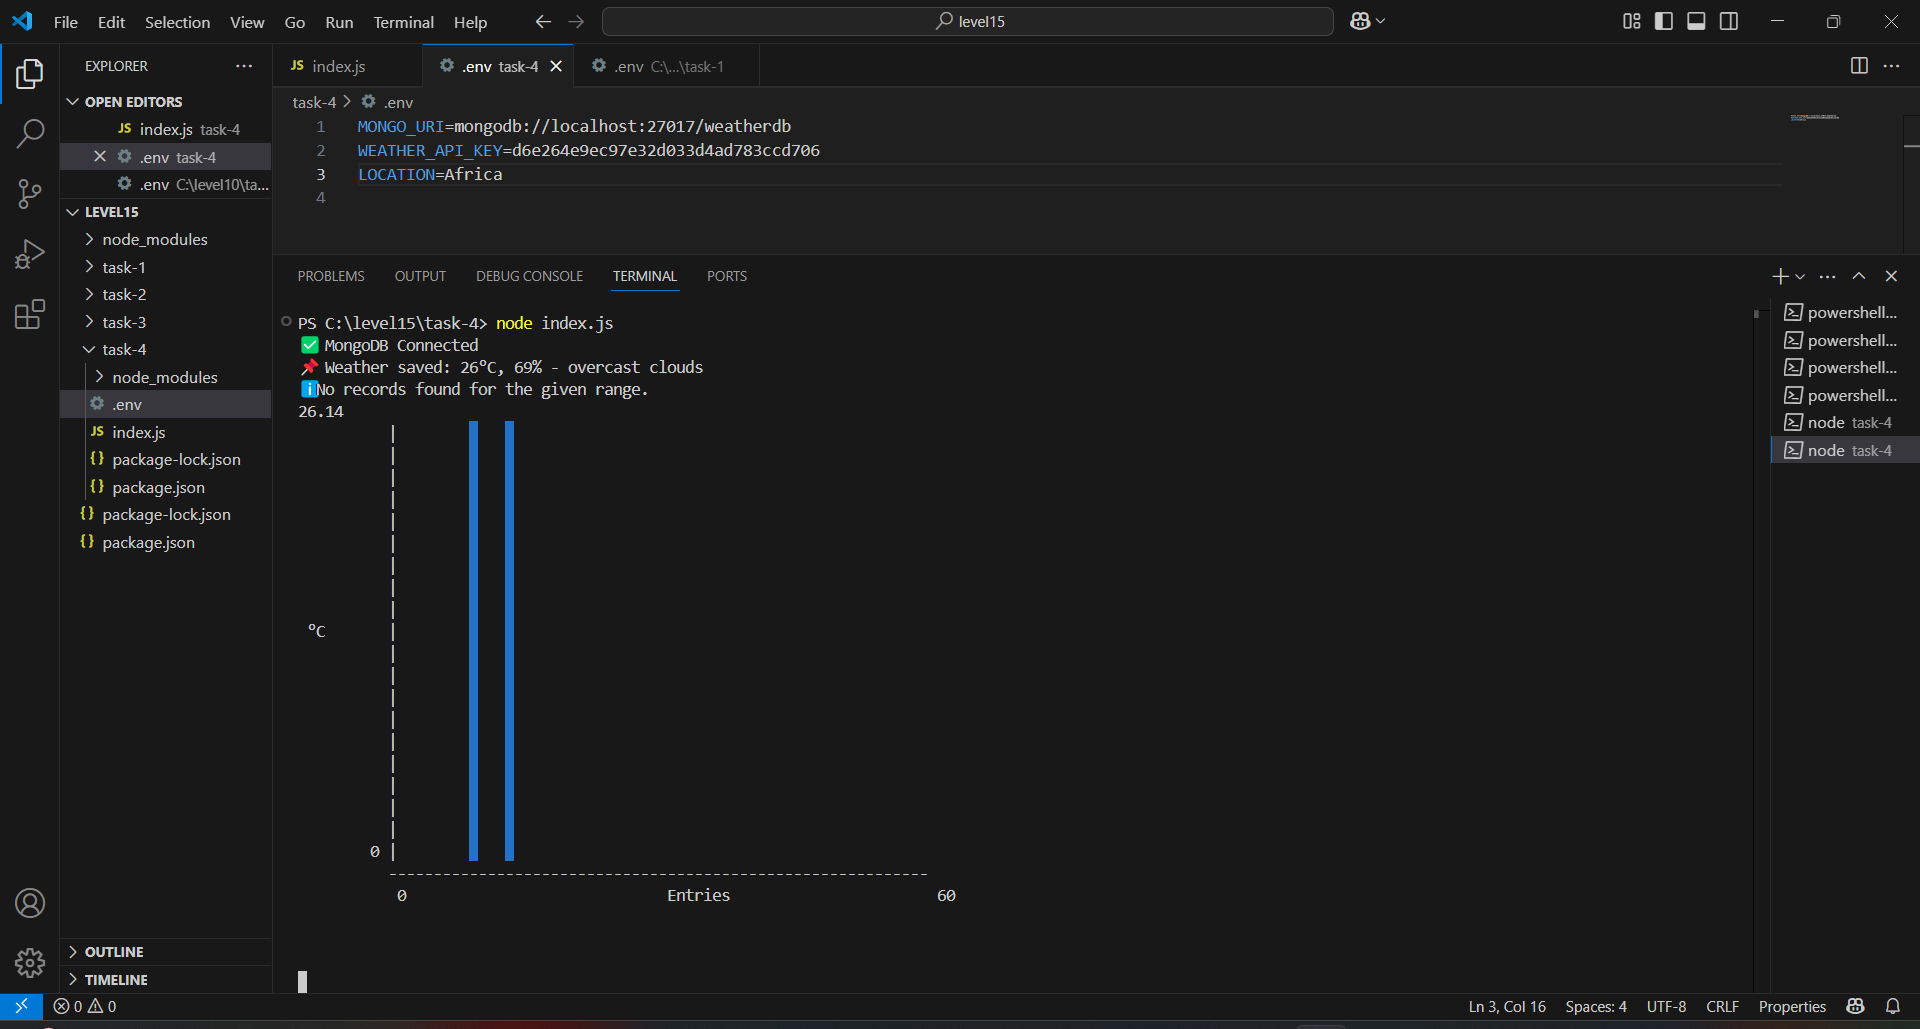 File Edit Selection View Go Run Terminal Help
level15
EXPLORER
OPEN EDITORS
JS index.js task-4
.env task-4
.env C:\level10\ta...
LEVEL15
node_modules
task-1
task-2
task-3
task-4
node_modules
.env
JS index.js
{} package-lock.json
{} package.json
{} package-lock.json
{} package.json
OUTLINE
TIMELINE
JS index.js
.env task-4
.env C:\...\task-1
task-4 > .env
1 MONGO_URI=mongodb://localhost:27017/weatherdb
2 WEATHER_API_KEY=d6e264e9ec97e32d033d4ad783ccd706
3 LOCATION=Africa
4
PROBLEMS OUTPUT DEBUG CONSOLE TERMINAL PORTS
PS C:\level15\task-4> node index.js
✅ MongoDB Connected
📌 Weather saved: 26°C, 69% - overcast clouds
ℹ️No records found for the given range.
26.14
°C
0
0 Entries 60
powershell...
powershell...
powershell...
powershell...
node task-4
node task-4
0 0
Ln 3, Col 16 Spaces: 4 UTF-8 CRLF Properties